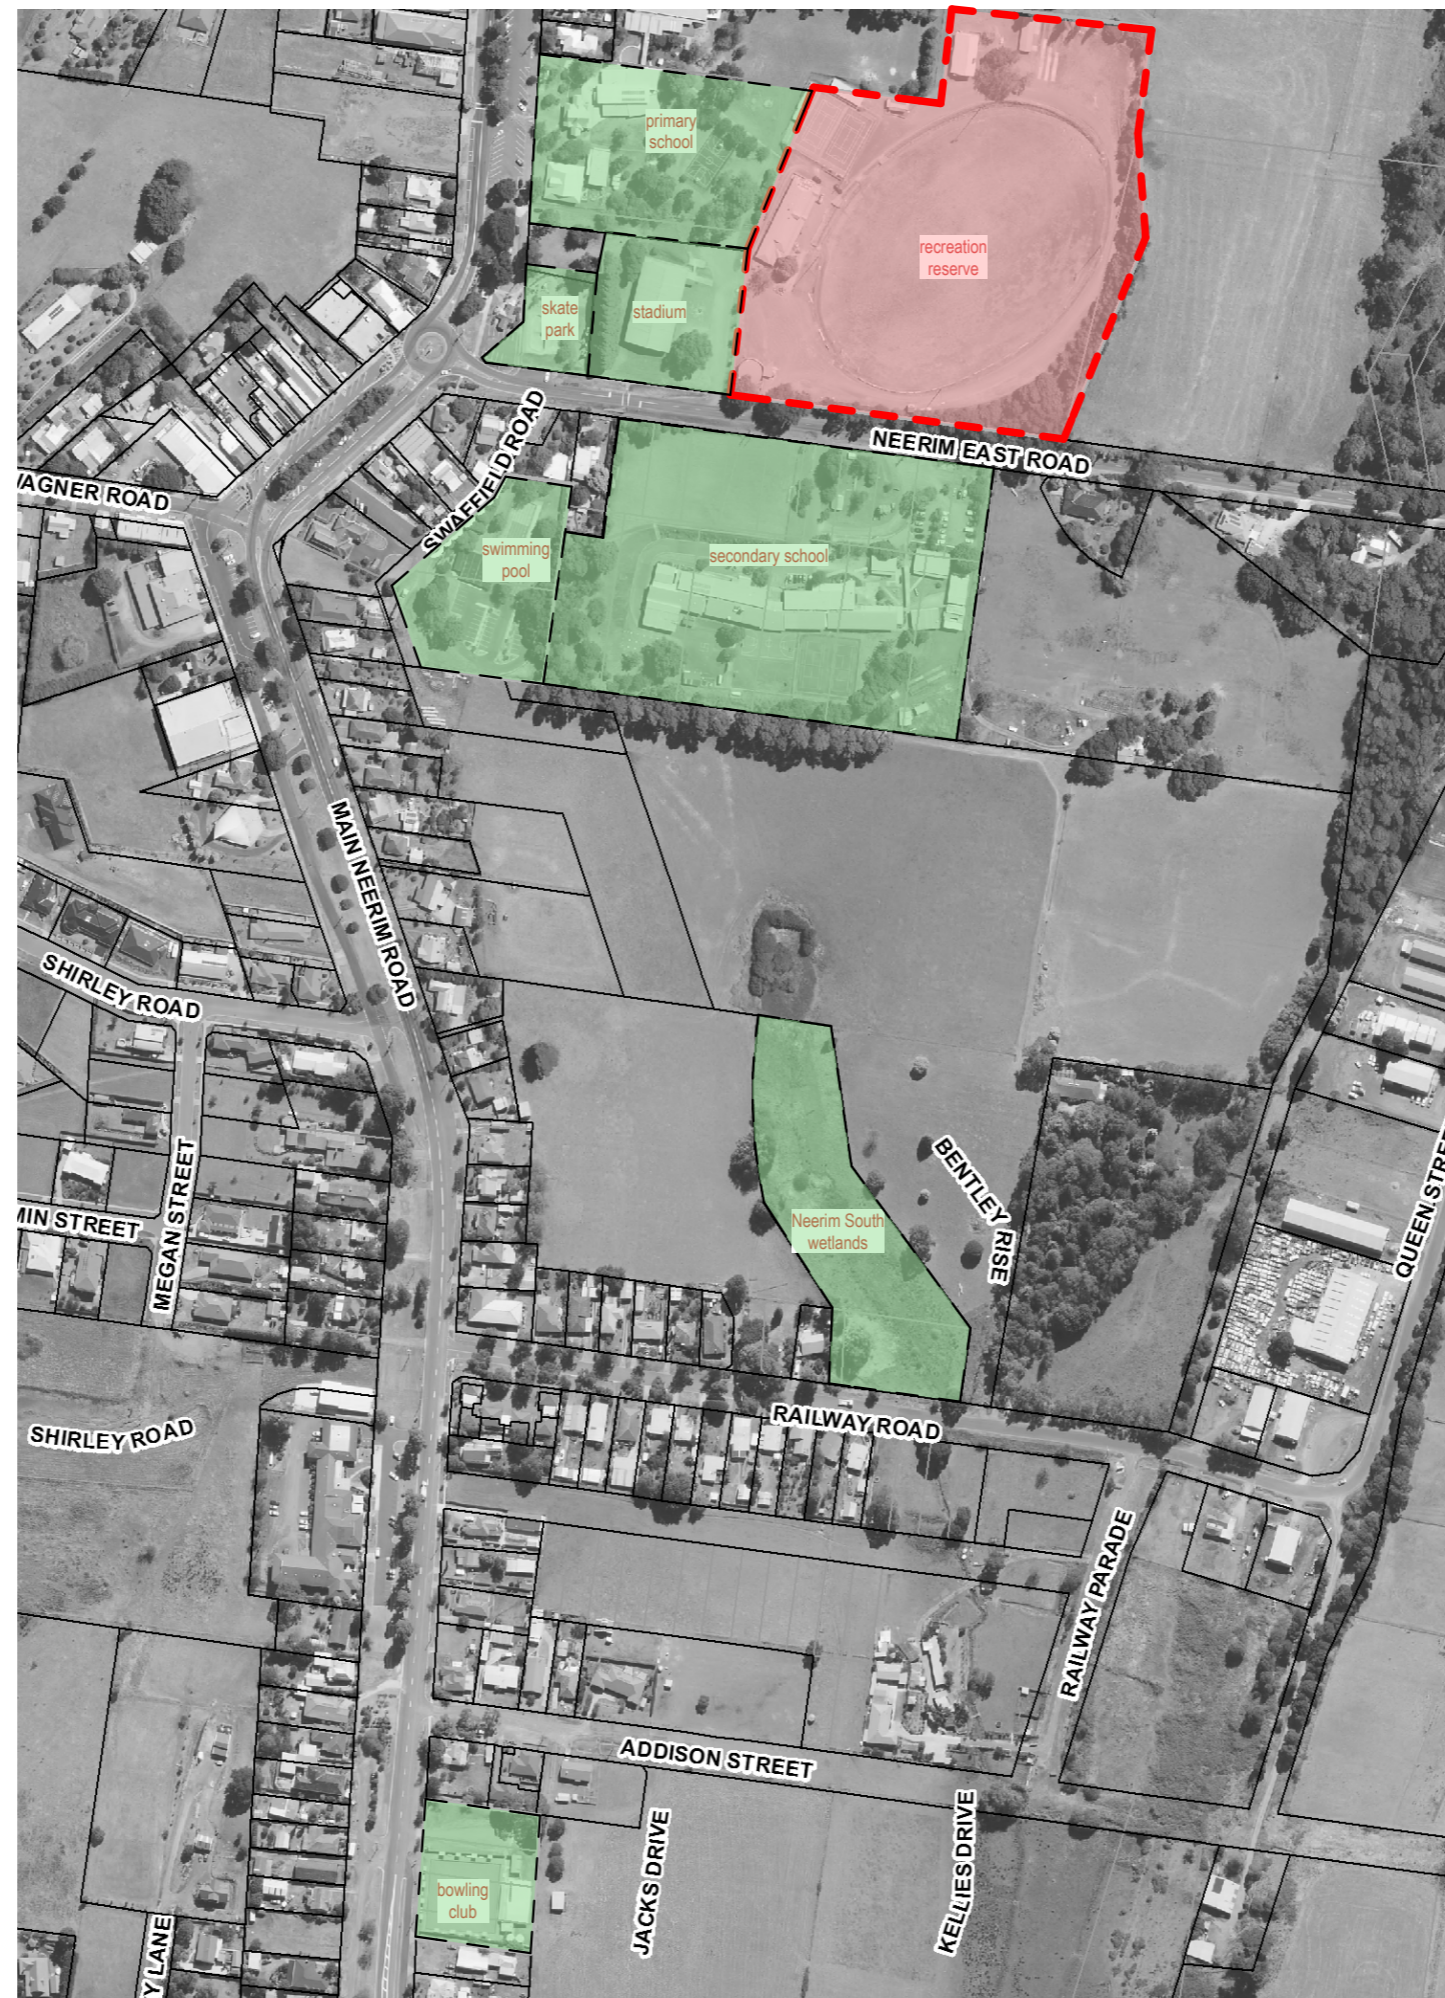 primary
school
recreation
reserve
skate
park
stadium
NEERIM EAST ROAD
SWAFFIELD ROAD
WAGNER ROAD
swimming
pool
secondary school
MAIN NEERIM ROAD
SHIRLEY ROAD
BENTLEY RISE
MEGAN STREET
QUEEN STREE
MIN STREET
Neerim South
wetlands
RAILWAY ROAD
SHIRLEY ROAD
RAILWAY PARADE
ADDISON STREET
JACKS DRIVE
KELLIES DRIVE
bowling
club
Y LANE